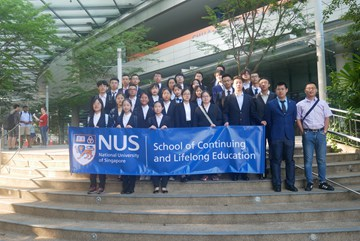 NUS
National University
of Singapore
School of Continuing
and Lifelong Education